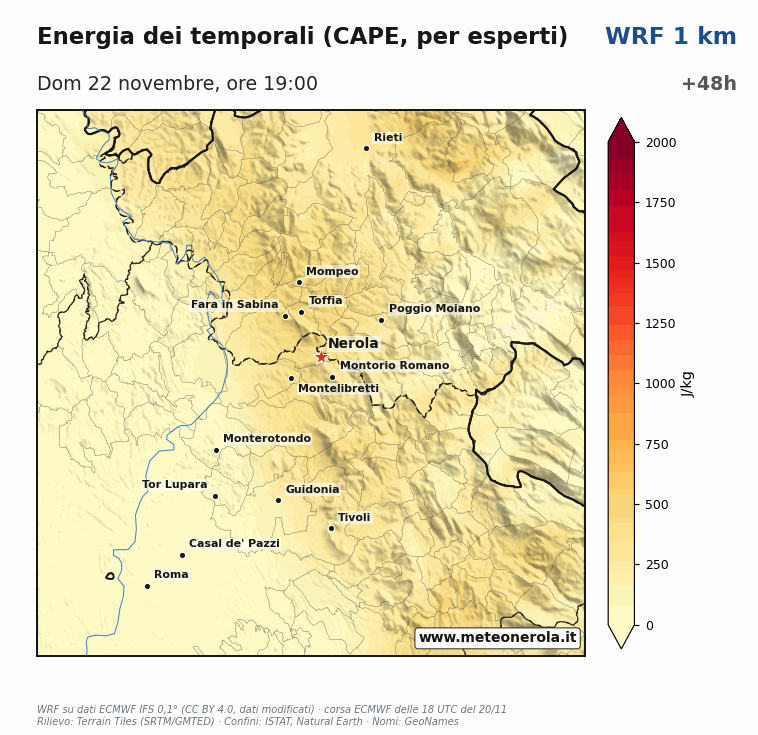 Energia dei temporali (CAPE, per esperti) WRF 1 km
Dom 22 novembre, ore 19:00 +48h
Rieti
Mompeo
Toffia
Fara in Sabina
Poggio Moiano
Nerola
Montorio Romano
Montelibretti
Monterotondo
Tor Lupara
Guidonia
Tivoli
Casal de' Pazzi
Roma
www.meteonerola.it
2000
1750
1500
1250
1000
750
500
250
0
J/kg
WRF su dati ECMWF IFS 0,1° (CC BY 4.0, dati modificati) · corsa ECMWF delle 18 UTC del 20/11
Rilievo: Terrain Tiles (SRTM/GMTED) · Confini: ISTAT, Natural Earth · Nomi: GeoNames